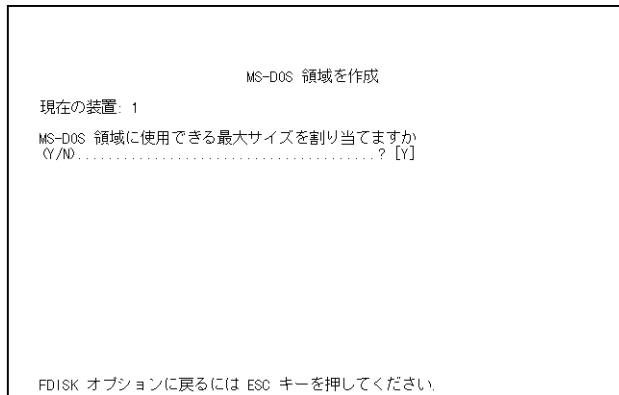 MS-DOS 領域を作成
現在の装置: 1
MS-DOS 領域に使用できる最大サイズを割り当てますか
(Y/N).......................................? [Y]
FDISK オプションに戻るには ESC キーを押してください.